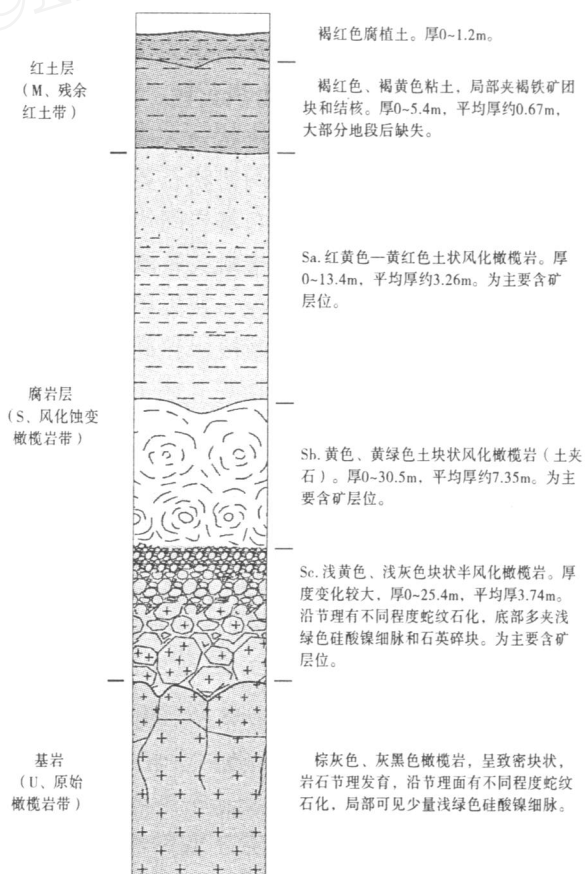 褐红色腐植土。厚0~1.2m。
红土层
(M、残余
红土带)
褐红色、褐黄色粘土，局部夹褐铁矿团
块和结核。厚0~5.4m，平均厚约0.67m，
大部分地段后缺失。
Sa. 红黄色—黄红色土状风化橄榄岩。厚
0~13.4m，平均厚约3.26m。为主要含矿
层位。
腐岩层
(S、风化蚀变
橄榄岩带)
Sb. 黄色、黄绿色土块状风化橄榄岩（土夹
石）。厚0~30.5m，平均厚约7.35m。为主
要含矿层位。
Sc. 浅黄色、浅灰色块状半风化橄榄岩。厚
度变化较大，厚0~25.4m，平均厚3.74m。
沿节理有不同程度蛇纹石化，底部多夹浅
绿色硅酸镍细脉和石英碎块。为主要含矿
层位。
基岩
(U、原始
橄榄岩带)
棕灰色、灰黑色橄榄岩，呈致密块状，
岩石节理发育，沿节理面有不同程度蛇纹
石化，局部可见少量浅绿色硅酸镍细脉。